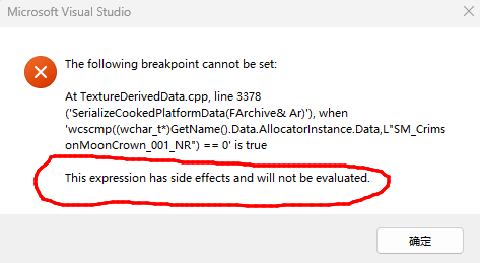 Microsoft Visual Studio
The following breakpoint cannot be set:
At TextureDerivedData.cpp, line 3378
('SerializeCookedPlatformData(FArchive& Ar)'), when
'wcscmp((wchar_t*)GetName().Data.AllocatorInstance.Data,L"SM_Crims
onMoonCrown_001_NR") == 0' is true
This expression has side effects and will not be evaluated.
确定